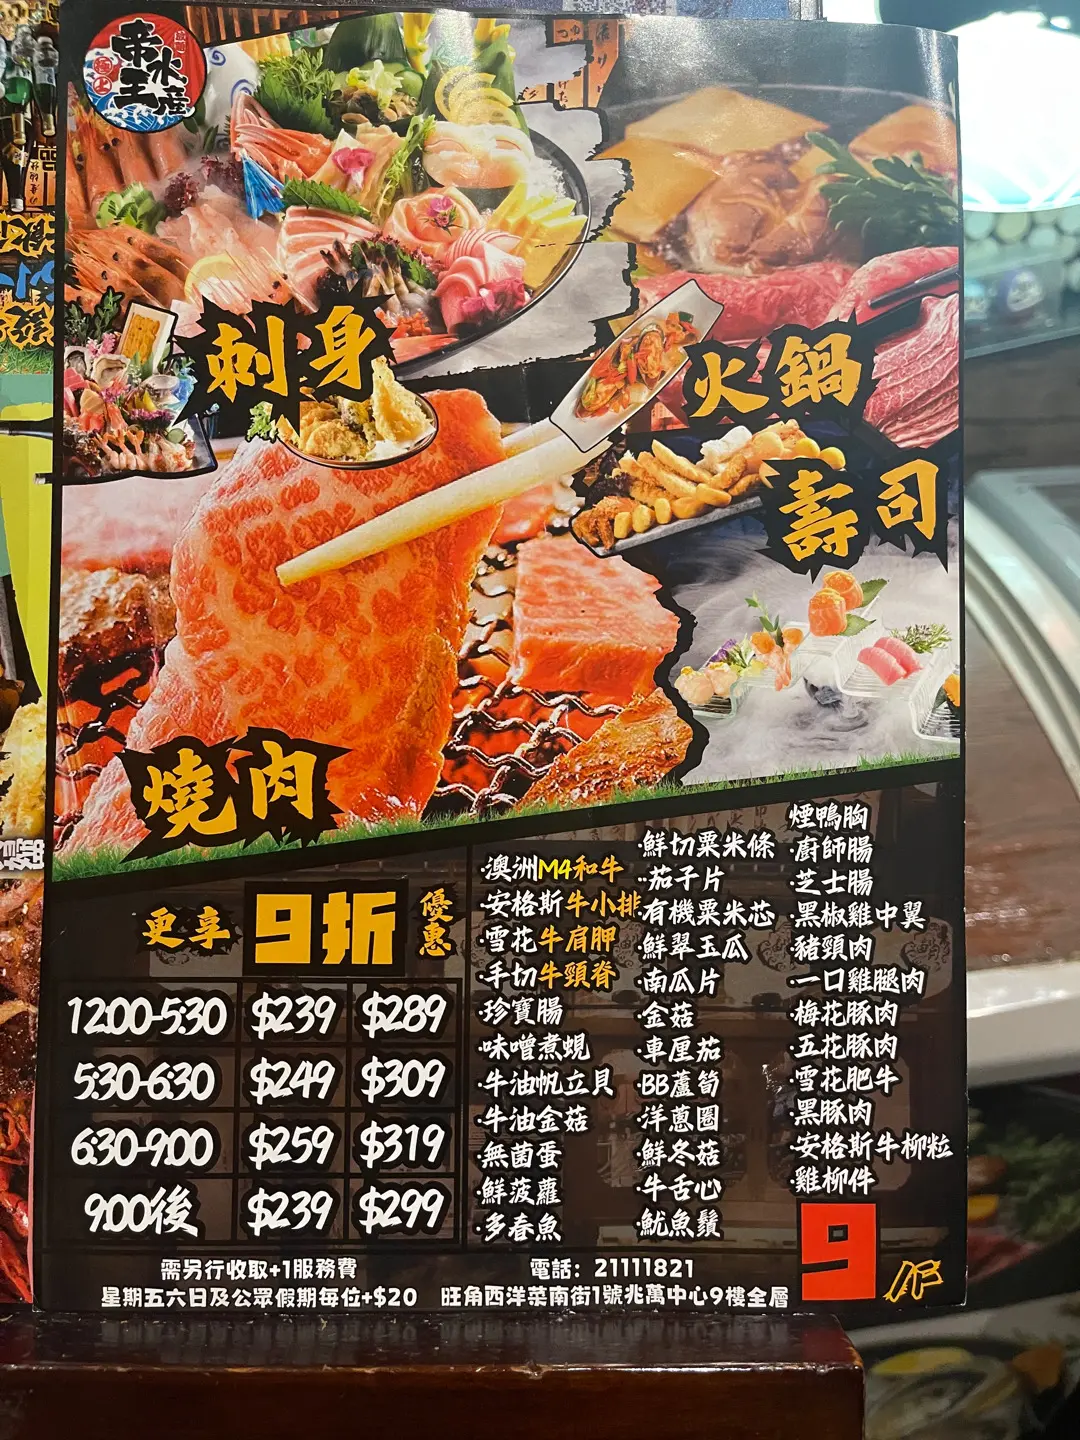 帝王水産
極上
刺身
火鍋
壽司
燒肉
更享9折優惠
12:00-5:30 $239 $289
5:30-6:30 $249 $309
6:30-9:00 $259 $319
9:00後 $239 $299
·澳洲M4和牛
·安格斯牛小排
·雪花牛肩胛
·手切牛頸脊
·珍寶腸
·味噌煮蜆
·牛油帆立貝
·牛油金菇
·無菌蛋
·鮮菠蘿
·多春魚
·鮮切粟米條
·茄子片
·有機粟米芯
·鮮翠玉瓜
·南瓜片
·金菇
·車厘茄
·BB蘆筍
·洋蔥圈
·鮮冬菇
·牛舌心
·魷魚鬚
·煙鴨胸
·廚師腸
·芝士腸
·黑椒雞中翼
·豬頸肉
·一口雞腿肉
·梅花豚肉
·五花豚肉
·雪花肥牛
·黑豚肉
·安格斯牛柳粒
·雞柳件
需另行收取+1服務費
星期五六日及公眾假期每位+$20
電話：21111821
旺角西洋菜南街1號兆萬中心9樓全層
9/F